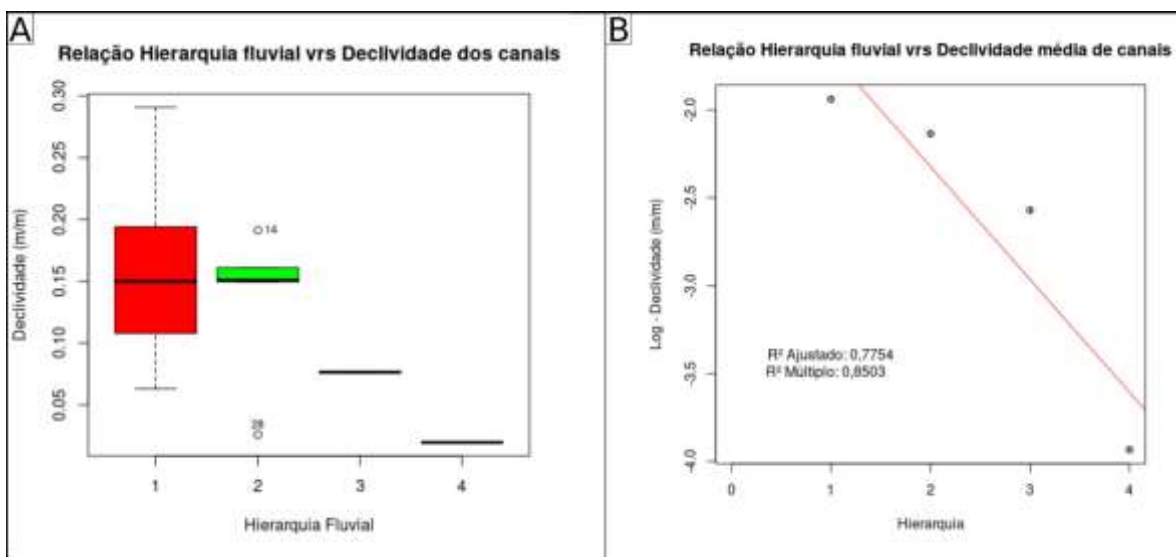 A
Relação Hierarquia fluvial vrs Declividade dos canais
0.30
0.25
0.20
0.15
0.10
0.05
Declividade (m/m)
14
1 2 3 4
Hierarquia Fluvial
B
Relação Hierarquia fluvial vrs Declividade média de canais
-2.0
-2.5
-3.0
-3.5
-4.0
Log - Declividade (m/m)
R² Ajustado: 0,7754
R² Múltiplo: 0,8503
0 1 2 3 4
Hierarquia